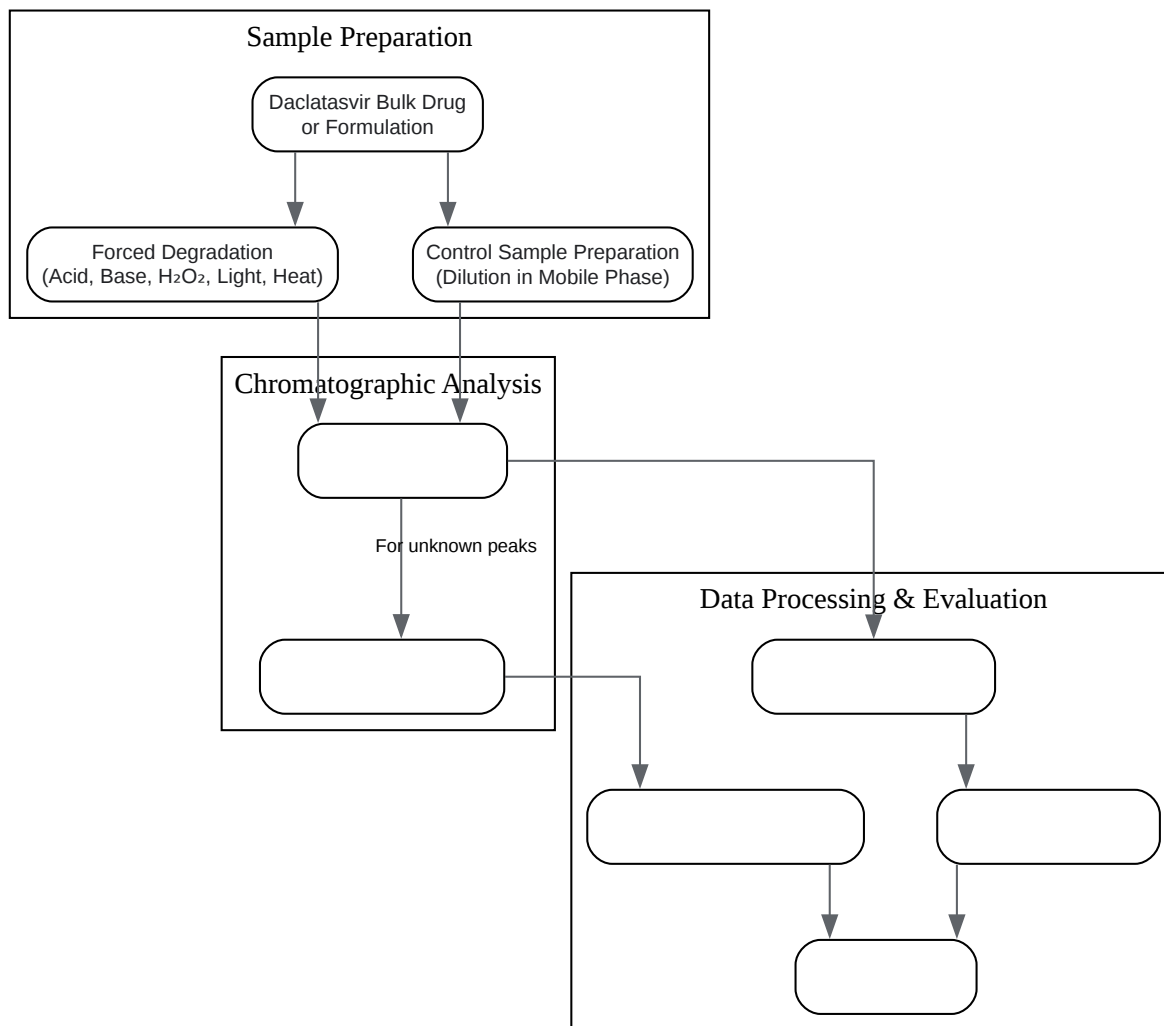 Sample Preparation
Daclatasvir Bulk Drug
or Formulation
Forced Degradation
(Acid, Base, H₂O₂, Light, Heat)
Control Sample Preparation
(Dilution in Mobile Phase)
Chromatographic Analysis
For unknown peaks
Data Processing & Evaluation